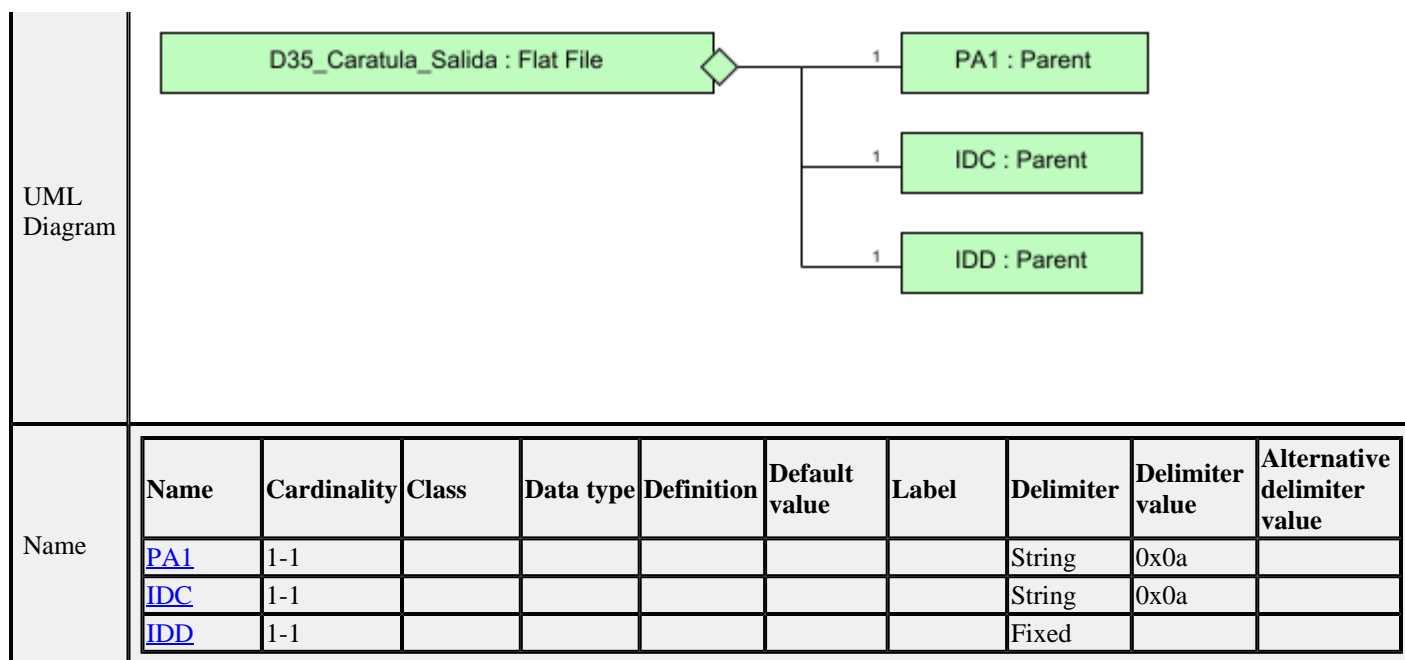 UML
Diagram
D35_Caratula_Salida : Flat File
1
PA1 : Parent
1
IDC : Parent
1
IDD : Parent
Name
Name Cardinality Class Data type Definition Default value Label Delimiter Delimiter value Alternative delimiter value
PA1 1-1 String 0x0a
IDC 1-1 String 0x0a
IDD 1-1 Fixed